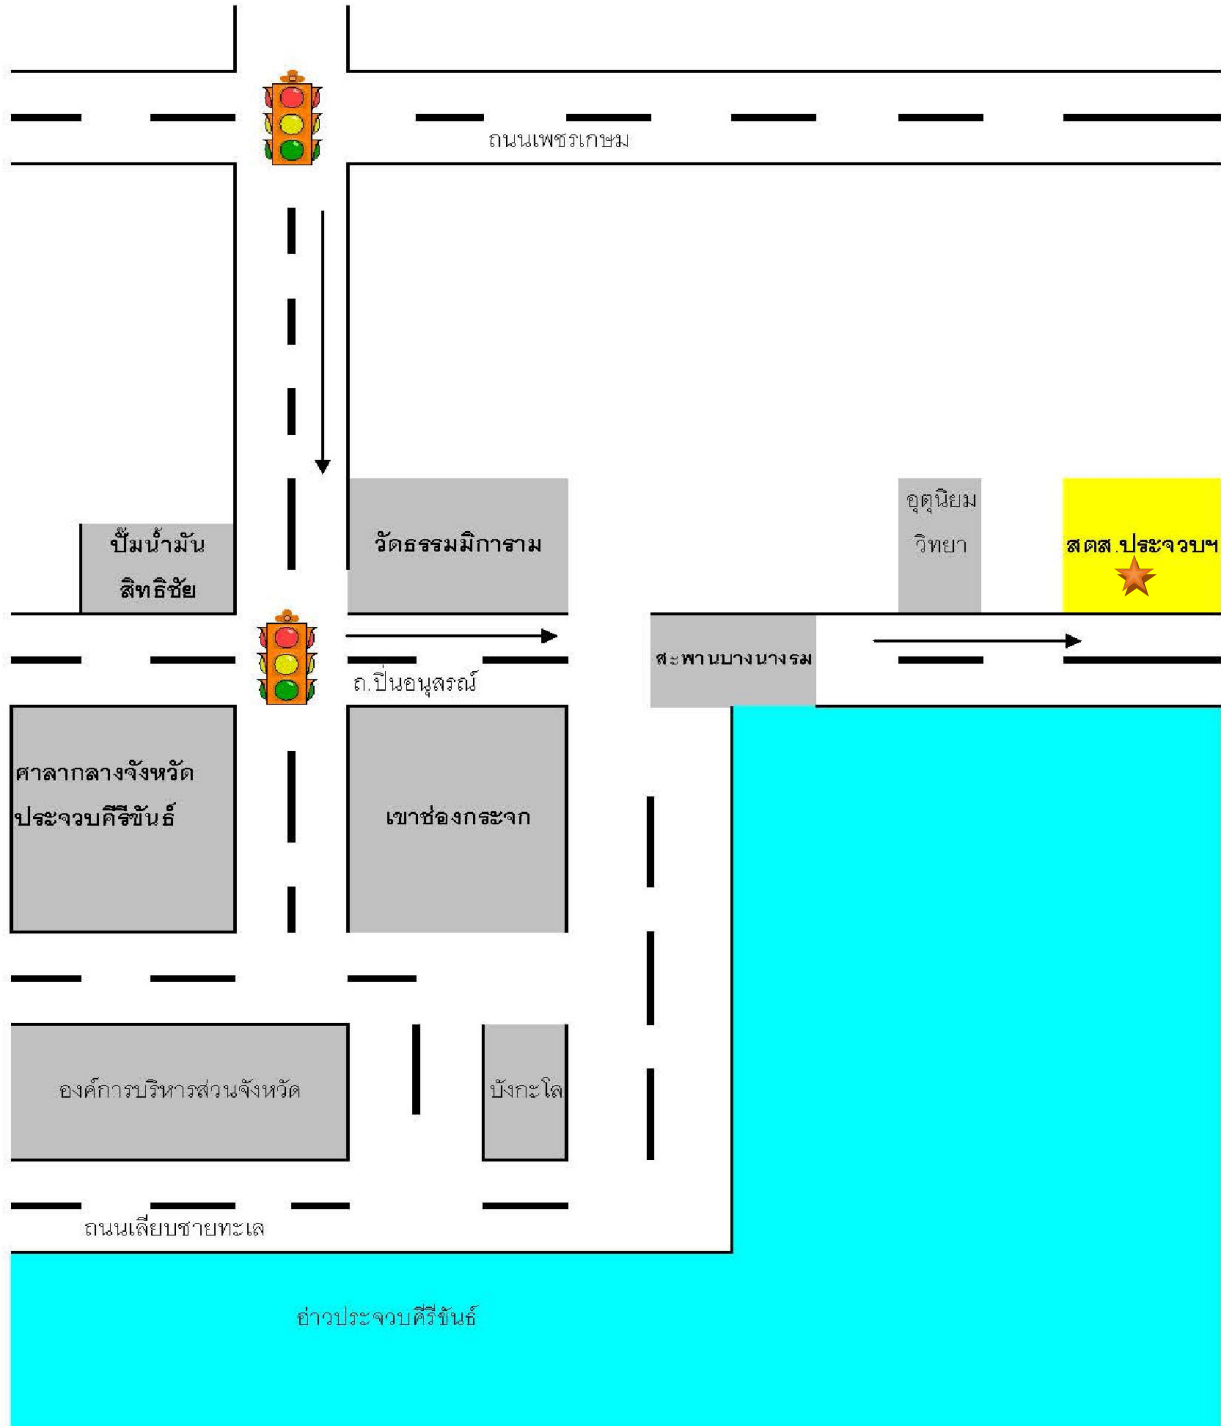 ถนนเพชรเกษม
ปั๊มน้ำมัน
สิทธิชัย
วัดธรรมมิการาม
อุตุนิยม
วิทยา
สตส.ประจวบฯ
สะพานบางนางรม
ถ.ปิ่นอนุสรณ์
ศาลากลางจังหวัด
ประจวบคีรีขันธ์
เขาช่องกระจก
องค์การบริหารส่วนจังหวัด
บังกะโล
ถนนเลียบชายทะเล
อ่าวประจวบคีรีขันธ์